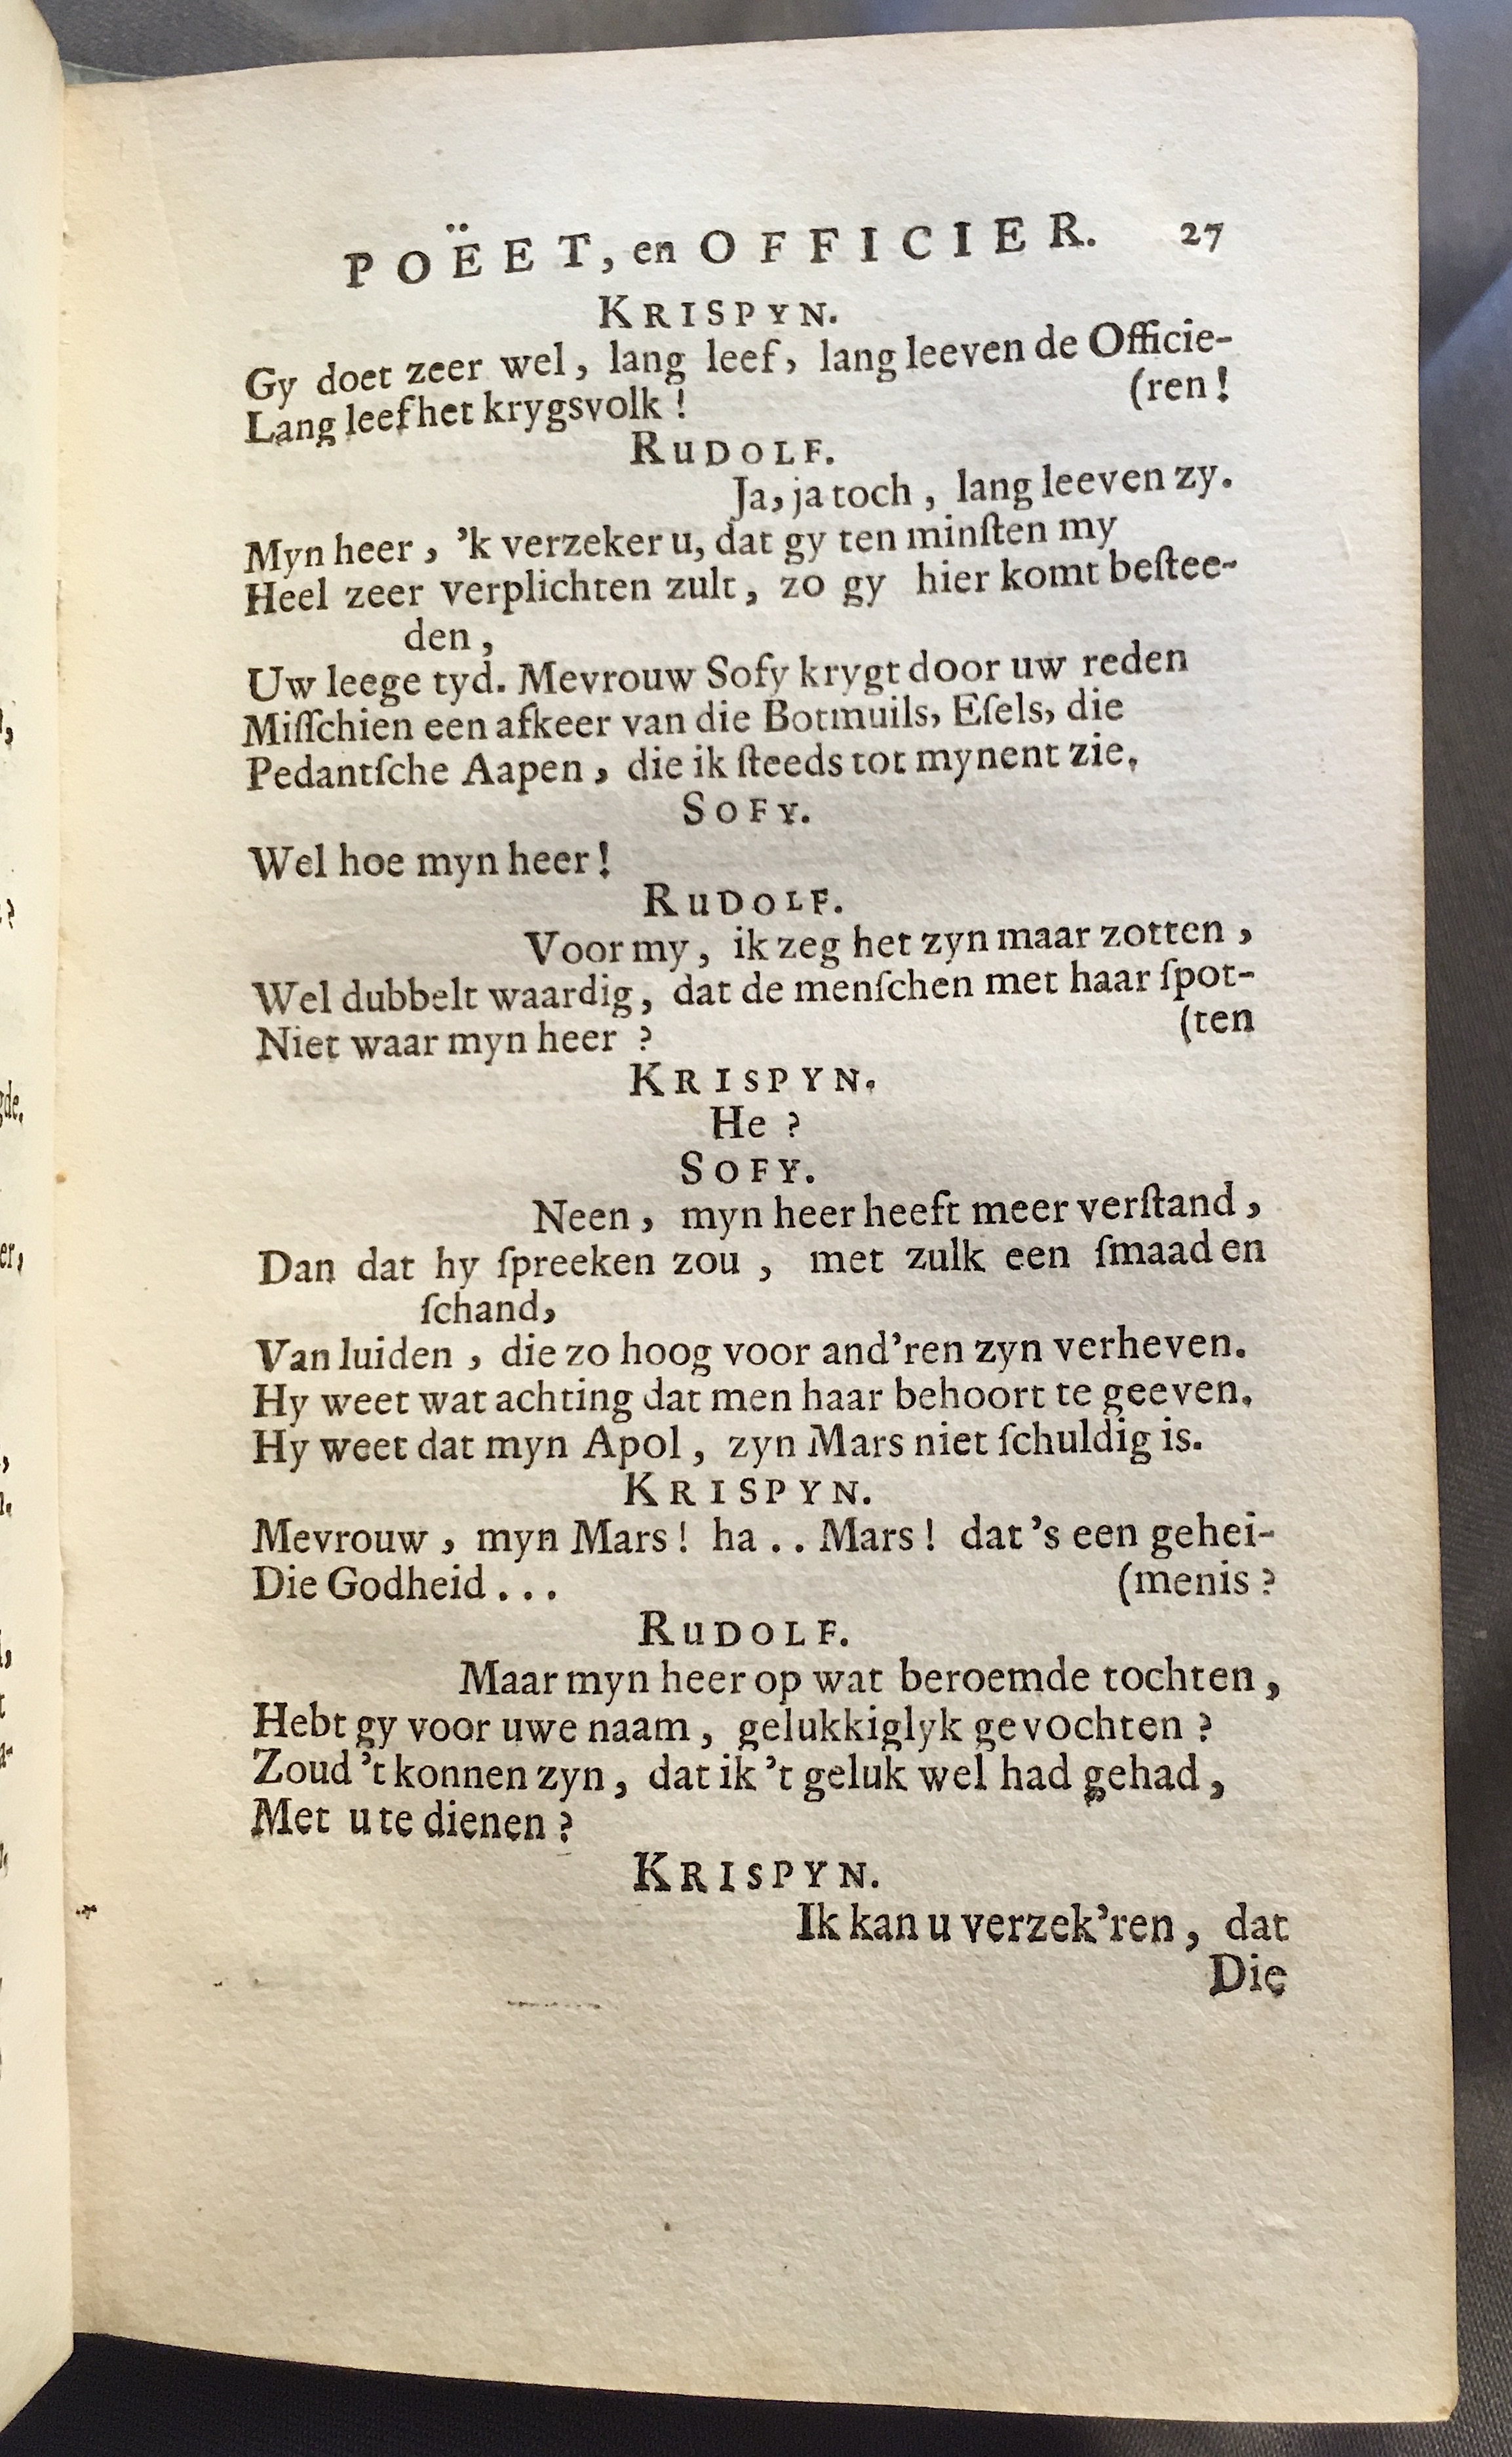 POËET, en OFFICIER. 27
KRISPYN.
Gy doet zeer wel, lang leef, lang leeven de Officie-
Lang leef het krygsvolk! (ren!
RUDOLF.
Ja, ja toch, lang leeven zy.
Myn heer, 'k verzeker u, dat gy ten minſten my
Heel zeer verplichten zult, zo gy hier komt beſtee-
den,
Uw leege tyd. Mevrouw Sofy krygt door uw reden
Miſſchien een afkeer van die Botmuils, Eſels, die
Pedantſche Aapen, die ik ſteeds tot mynent zie.
SOFY.
Wel hoe myn heer!
RUDOLF.
Voor my, ik zeg het zyn maar zotten,
Wel dubbelt waardig, dat de menſchen met haar ſpot-
Niet waar myn heer? (ten
KRISPYN.
He?
SOFY.
Neen, myn heer heeft meer verſtand,
Dan dat hy ſpreeken zou, met zulk een ſmaad en
ſchand,
Van luiden, die zo hoog voor and'ren zyn verheven.
Hy weet wat achting dat men haar behoort te geeven.
Hy weet dat myn Apol, zyn Mars niet ſchuldig is.
KRISPYN.
Mevrouw, myn Mars! ha.. Mars! dat's een gehei-
Die Godheid... (menis?
RUDOLF.
Maar myn heer op wat beroemde tochten,
Hebt gy voor uwe naam, gelukkiglyk gevochten?
Zoud 't konnen zyn, dat ik 't geluk wel had gehad,
Met u te dienen?
KRISPYN.
Ik kan u verzek'ren, dat
Die